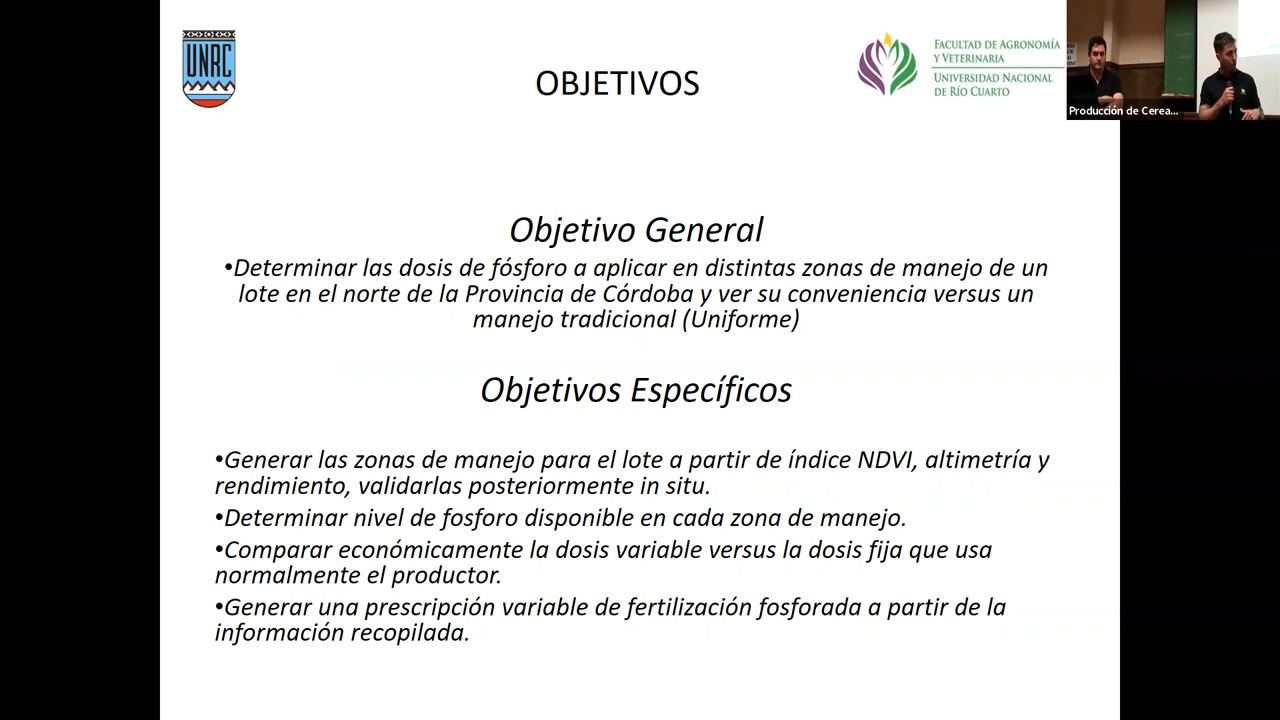 UNRC
OBJETIVOS
FACULTAD DE AGRONOMÍA
Y VETERINARIA
UNIVERSIDAD NACIONAL
DE RÍO CUARTO
Producción de Cerea...
Objetivo General
•Determinar las dosis de fósforo a aplicar en distintas zonas de manejo de un
lote en el norte de la Provincia de Córdoba y ver su conveniencia versus un
manejo tradicional (Uniforme)
Objetivos Específicos
•Generar las zonas de manejo para el lote a partir de índice NDVI, altimetría y
rendimiento, validarlas posteriormente in situ.
•Determinar nivel de fosforo disponible en cada zona de manejo.
•Comparar económicamente la dosis variable versus la dosis fija que usa
normalmente el productor.
•Generar una prescripción variable de fertilización fosforada a partir de la
información recopilada.